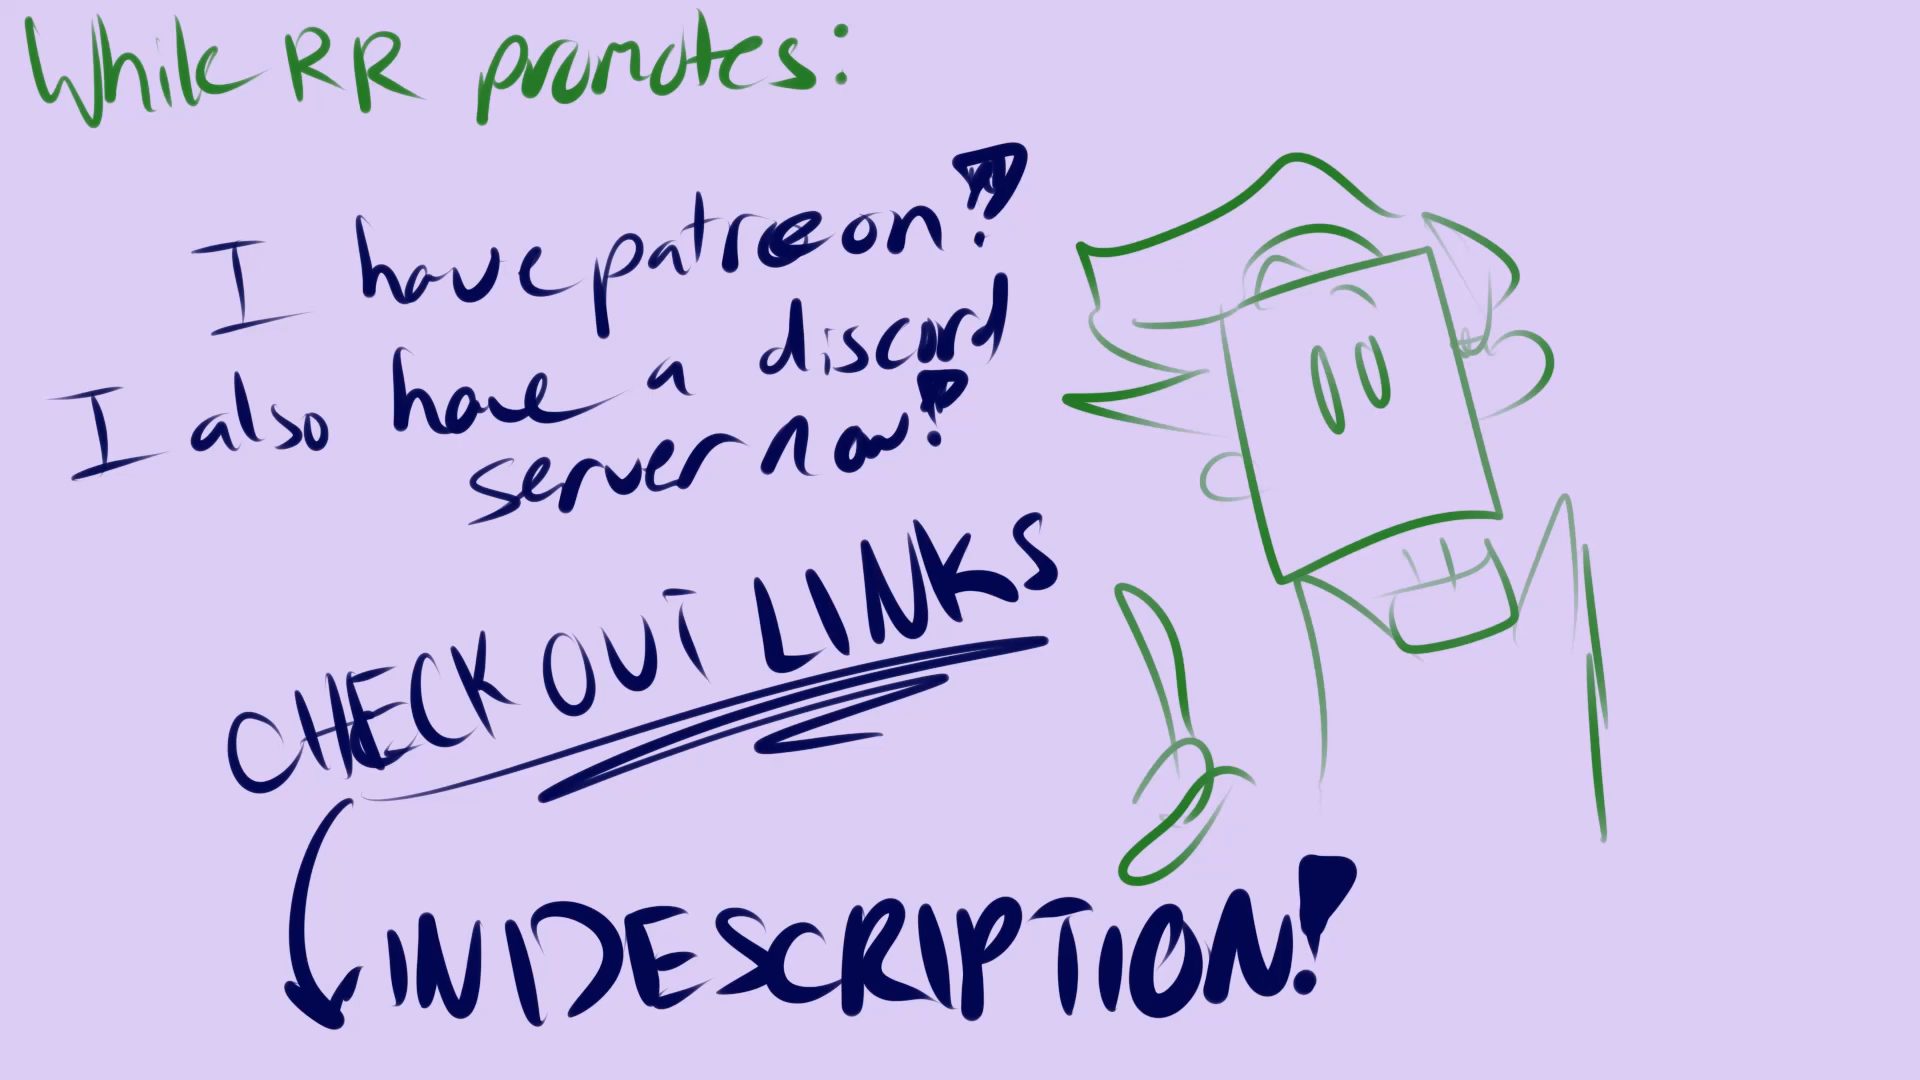 While RR promotes:
I have patreon!
I also have a discord
server now!
CHECK OUT LINKS
IN DESCRIPTION!